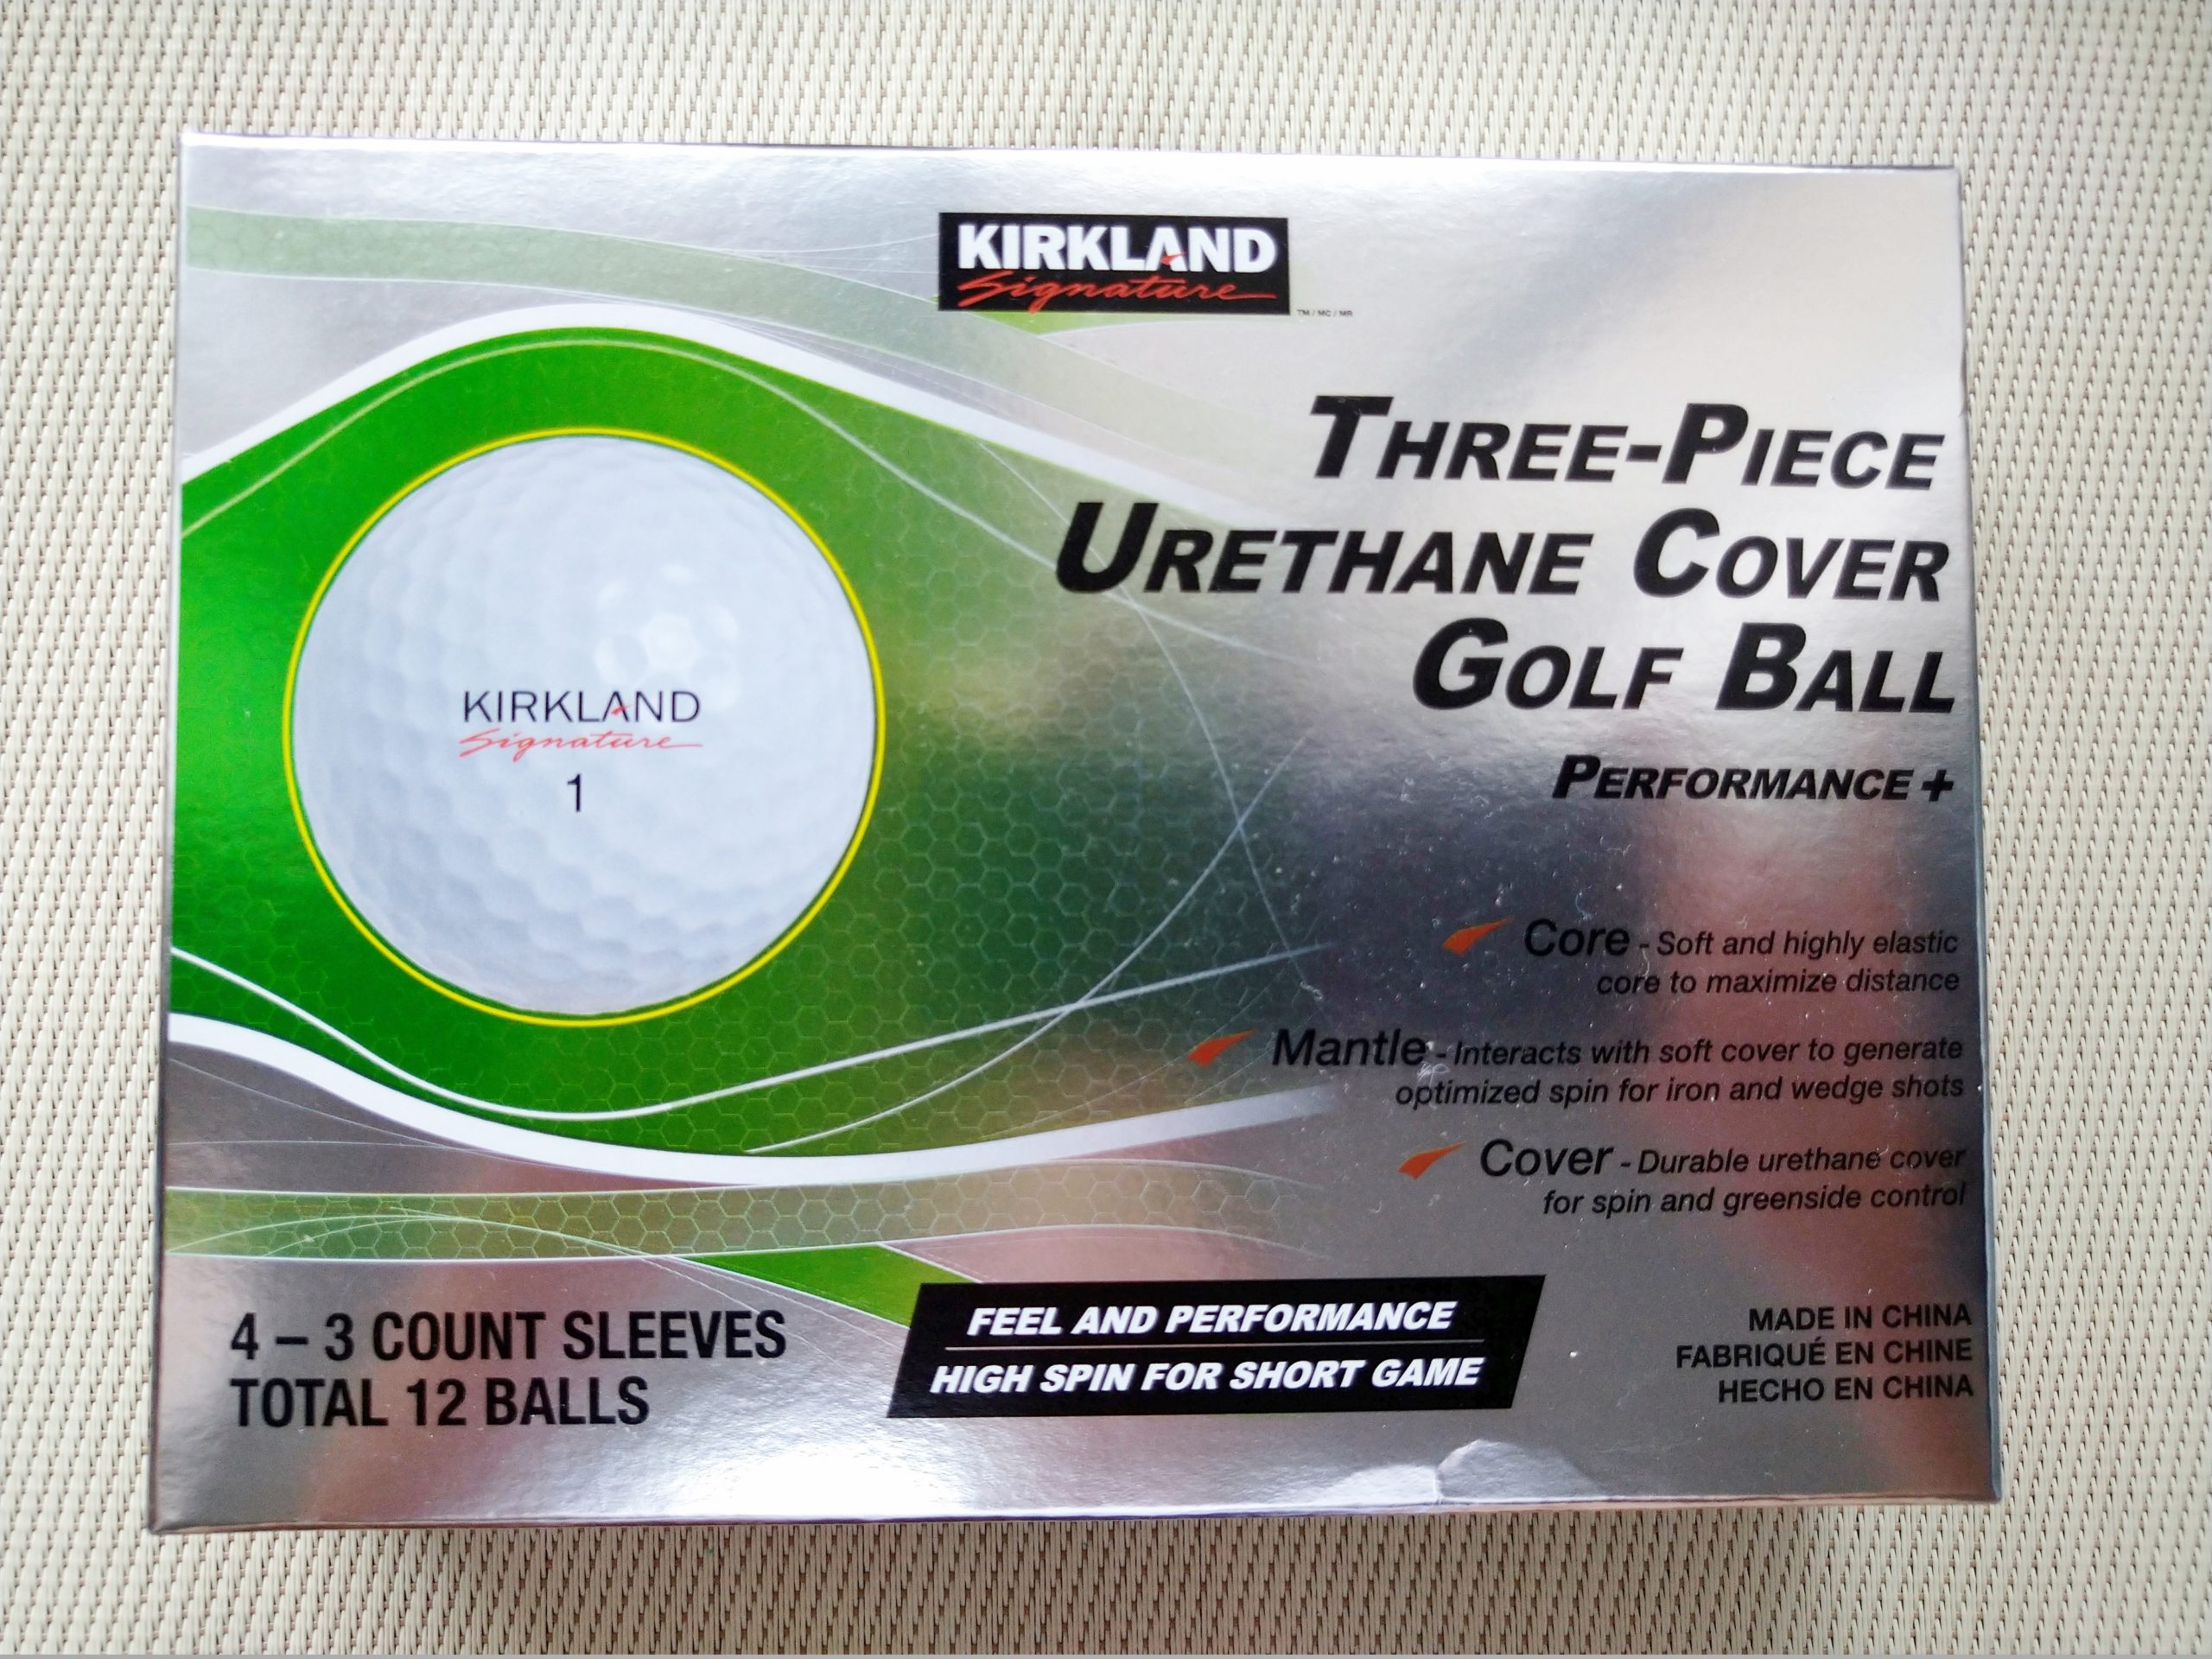 KIRKLAND
Signature
TM / MC / MR
THREE-PIECE
URETHANE COVER
GOLF BALL
PERFORMANCE +
KIRKLAND
Signature
1
Core - Soft and highly elastic
core to maximize distance
Mantle - Interacts with soft cover to generate
optimized spin for iron and wedge shots
Cover - Durable urethane cover
for spin and greenside control
4 – 3 COUNT SLEEVES
TOTAL 12 BALLS
FEEL AND PERFORMANCE
HIGH SPIN FOR SHORT GAME
MADE IN CHINA
FABRIQUÉ EN CHINE
HECHO EN CHINA